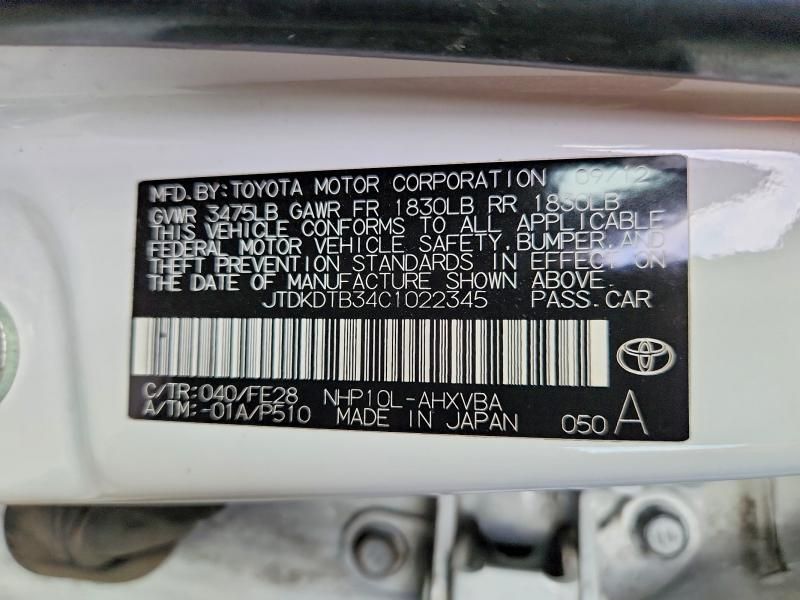 MFD. BY: TOYOTA MOTOR CORPORATION 09/12
GVWR 3475LB GAWR FR 1830LB RR 1830LB
THIS VEHICLE CONFORMS TO ALL APPLICABLE
FEDERAL MOTOR VEHICLE SAFETY, BUMPER, AND
THEFT PREVENTION STANDARDS IN EFFECT ON
THE DATE OF MANUFACTURE SHOWN ABOVE.
JTDKDTB34C1022345 PASS. CAR
C/TR: 040/FE28 NHP10L-AHXVBA
A/TM: -01A/P510 MADE IN JAPAN 050 A